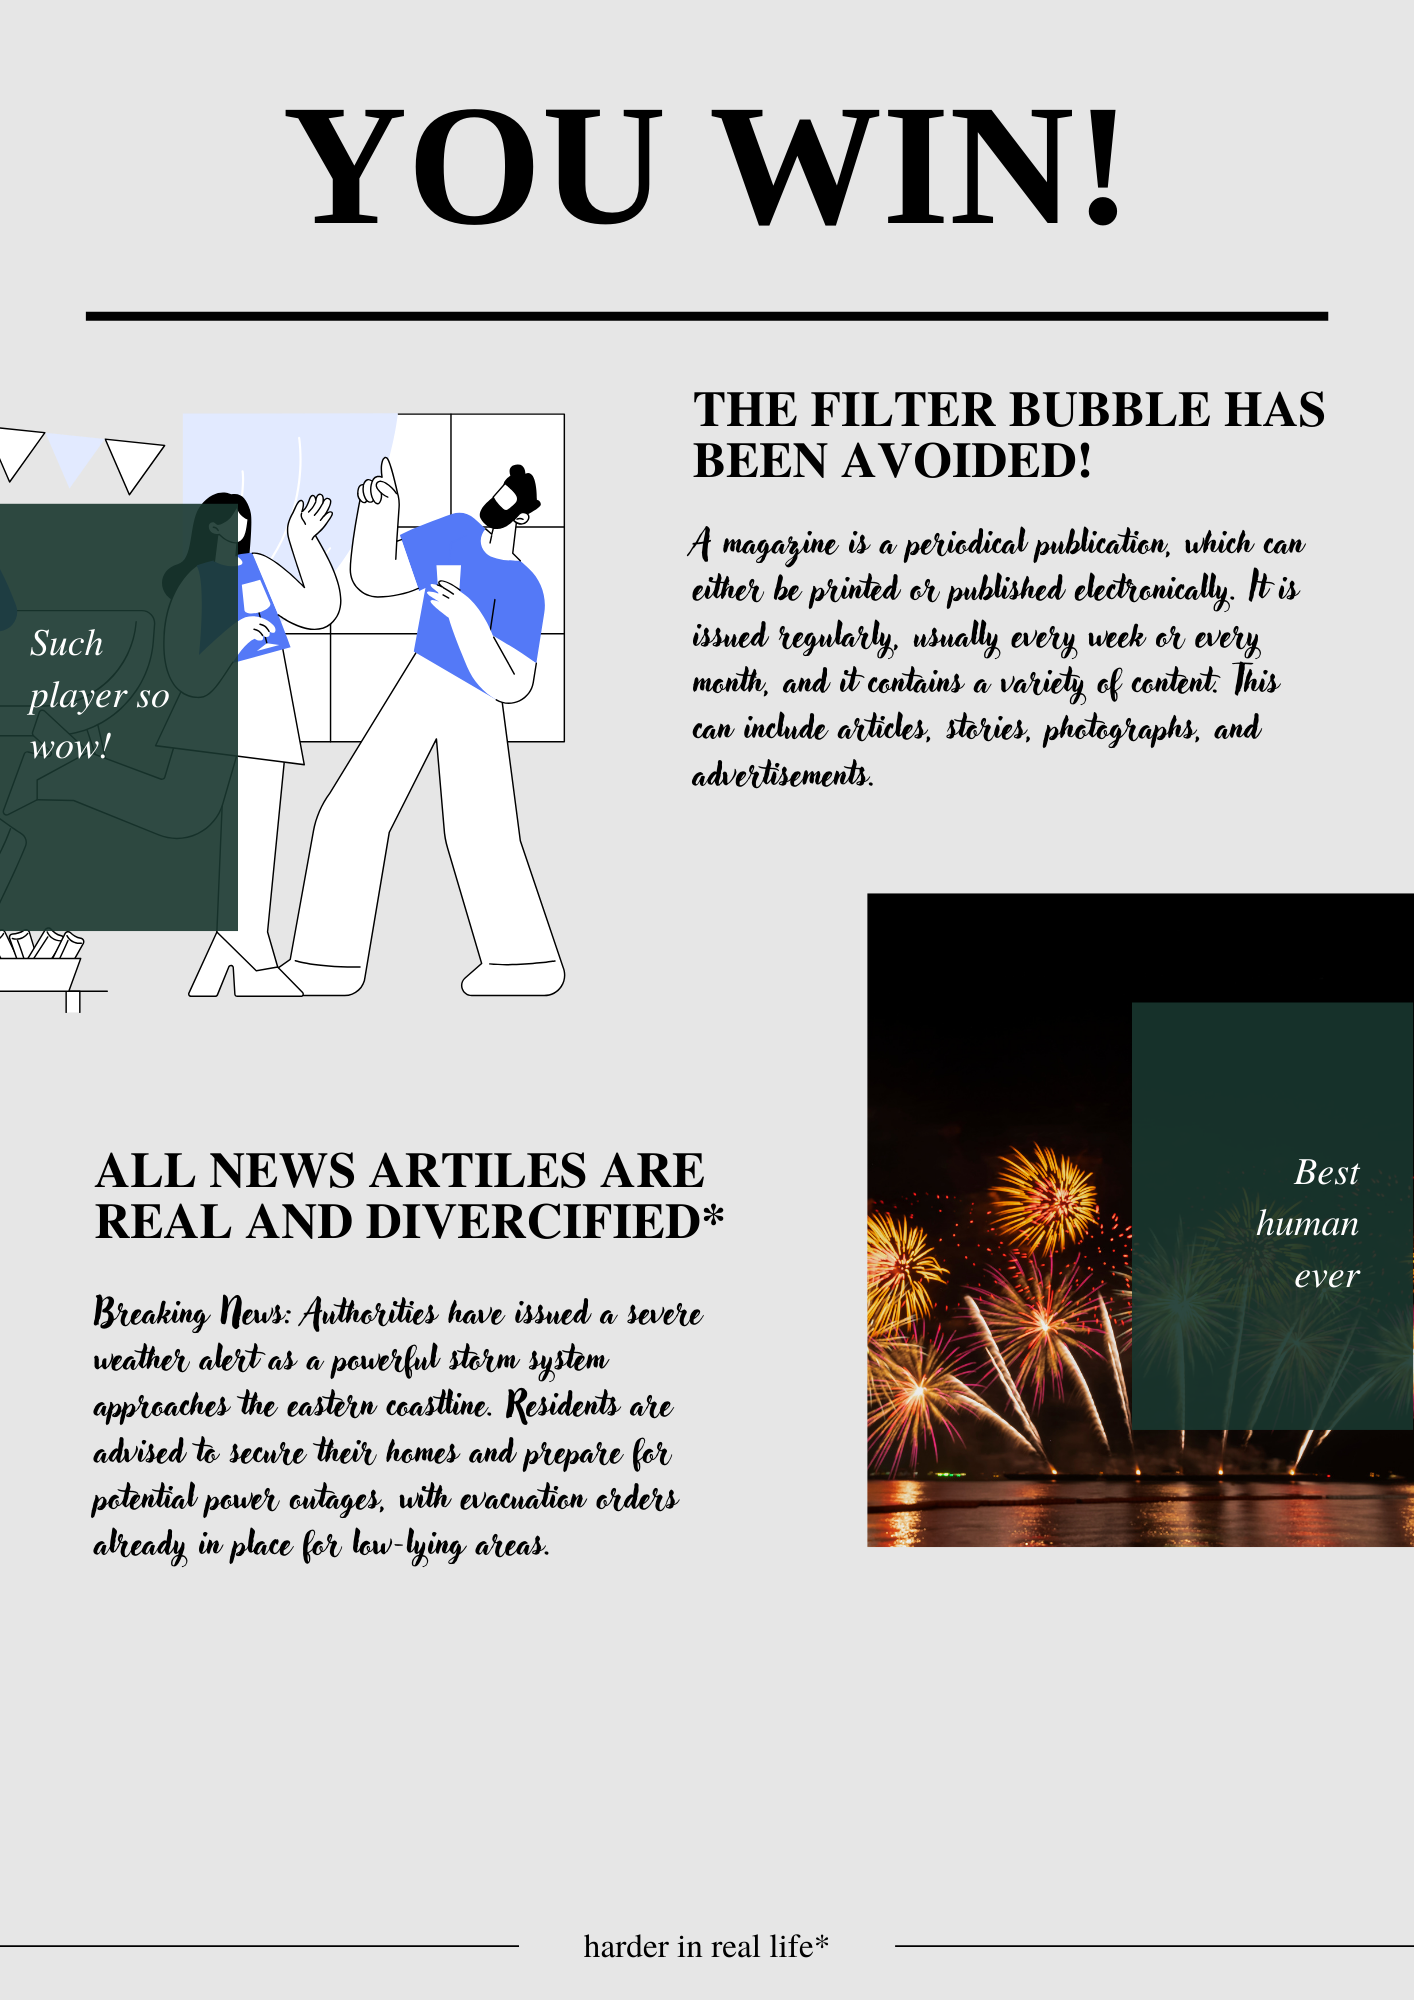 YOU WIN!
THE FILTER BUBBLE HAS
BEEN AVOIDED!
A magazine is a periodical publication, which can
either be printed or published electronically. It is
issued regularly, usually every week or every
month, and it contains a variety of content. This
can include articles, stories, photographs, and
advertisements.
Such
player so
wow!
Best
human
ever
ALL NEWS ARTILES ARE
REAL AND DIVERCIFIED*
Breaking News: Authorities have issued a severe
weather alert as a powerful storm system
approaches the eastern coastline. Residents are
advised to secure their homes and prepare for
potential power outages, with evacuation orders
already in place for low-lying areas.
harder in real life*